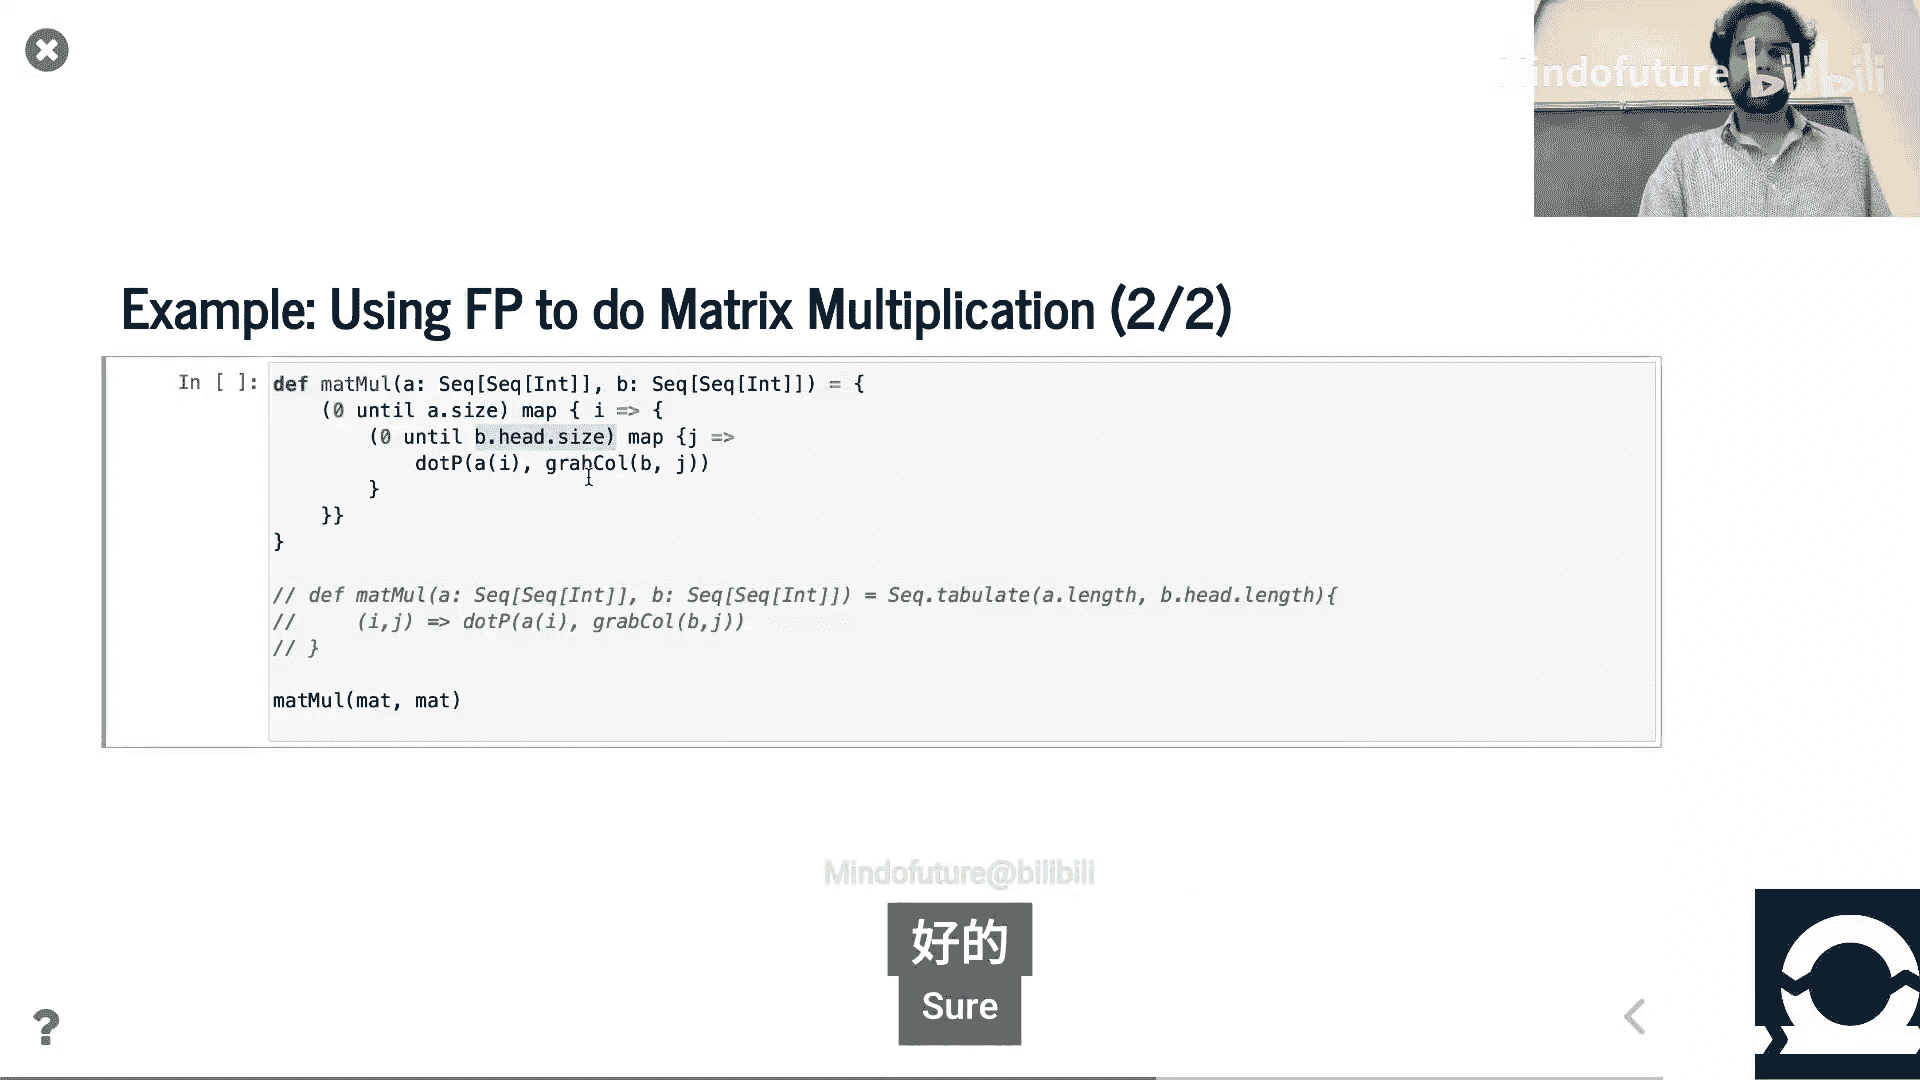 Mindofuture bilibili
Example: Using FP to do Matrix Multiplication (2/2)
In [ ]: def matMul(a: Seq[Seq[Int]], b: Seq[Seq[Int]]) = {
(0 until a.size) map { i => {
(0 until b.head.size) map {j =>
dotP(a(i), grabCol(b, j))
}
}}
}
// def matMul(a: Seq[Seq[Int]], b: Seq[Seq[Int]]) = Seq.tabulate(a.length, b.head.length){
//     (i,j) => dotP(a(i), grabCol(b,j))
// }
matMul(mat, mat)
Mindofuture@bilibili
好的
Sure
?